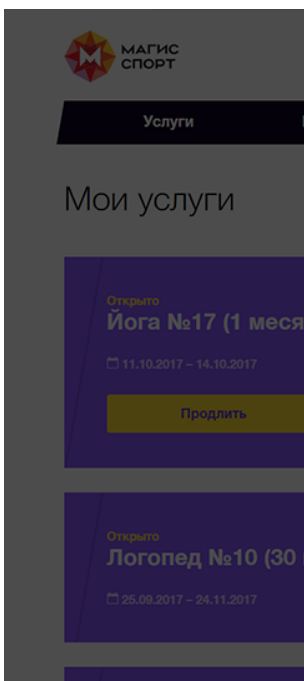 МАГИС
СПОРТ
Услуги
Мои услуги
Открыто
Йога №17 (1 меся
11.10.2017 – 14.10.2017
Продлить
Открыто
Логопед №10 (30
25.09.2017 – 24.11.2017